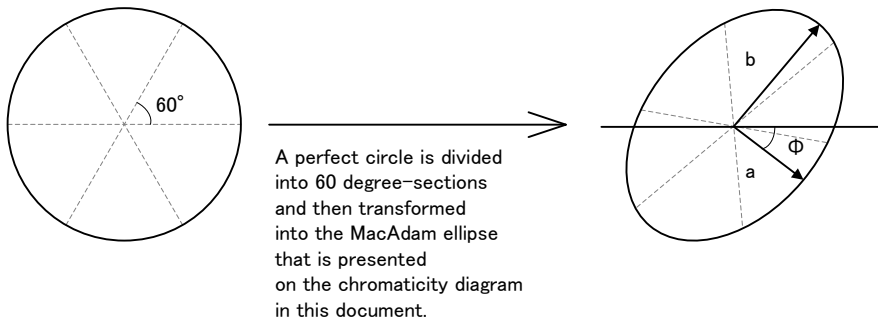 60°
A perfect circle is divided
into 60 degree-sections
and then transformed
into the MacAdam ellipse
that is presented
on the chromaticity diagram
in this document.
b
Φ
a